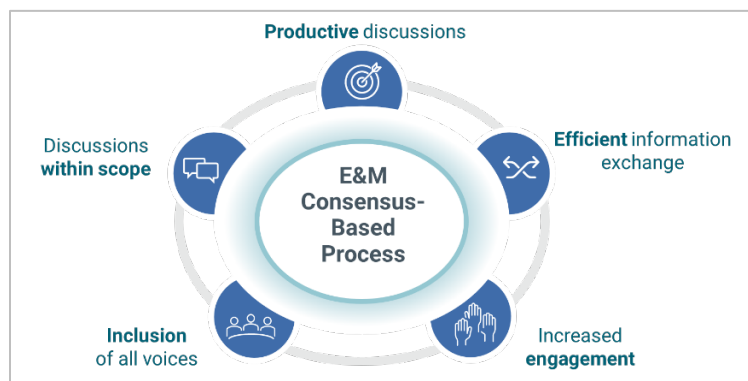 Productive discussions
Discussions
within scope
Efficient information
exchange
E&M
Consensus-
Based
Process
Inclusion
of all voices
Increased
engagement